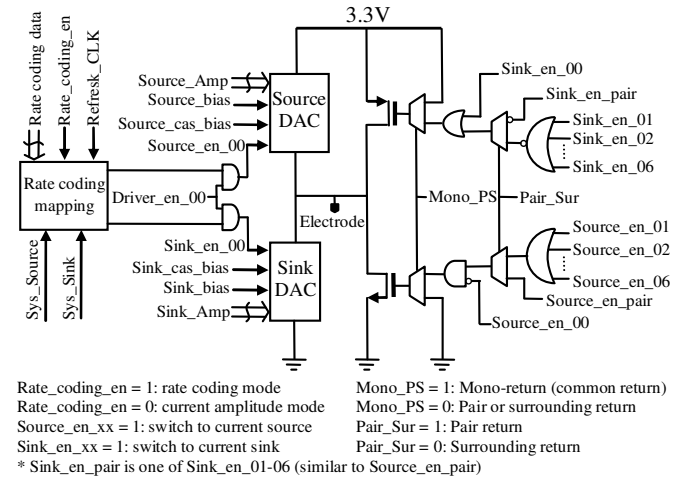 3.3V
Rate coding data
Rate_coding_en
Refresk_CLK
Source_Amp
Source_bias
Source_cas_bias
Source_en_00
Source
DAC
Sink_en_00
Sink_en_pair
Sink_en_01
Sink_en_02
Sink_en_06
Rate coding
mapping
Driver_en_00
Electrode
Mono_PS
Pair_Sur
Sys_Source
Sys_Sink
Sink_en_00
Sink_cas_bias
Sink_bias
Sink_Amp
Sink
DAC
Source_en_01
Source_en_02
Source_en_06
Source_en_pair
Source_en_00
Rate_coding_en = 1: rate coding mode
Rate_coding_en = 0: current amplitude mode
Source_en_xx = 1: switch to current source
Sink_en_xx = 1: switch to current sink
* Sink_en_pair is one of Sink_en_01-06 (similar to Source_en_pair)
Mono_PS = 1: Mono-return (common return)
Mono_PS = 0: Pair or surrounding return
Pair_Sur = 1: Pair return
Pair_Sur = 0: Surrounding return